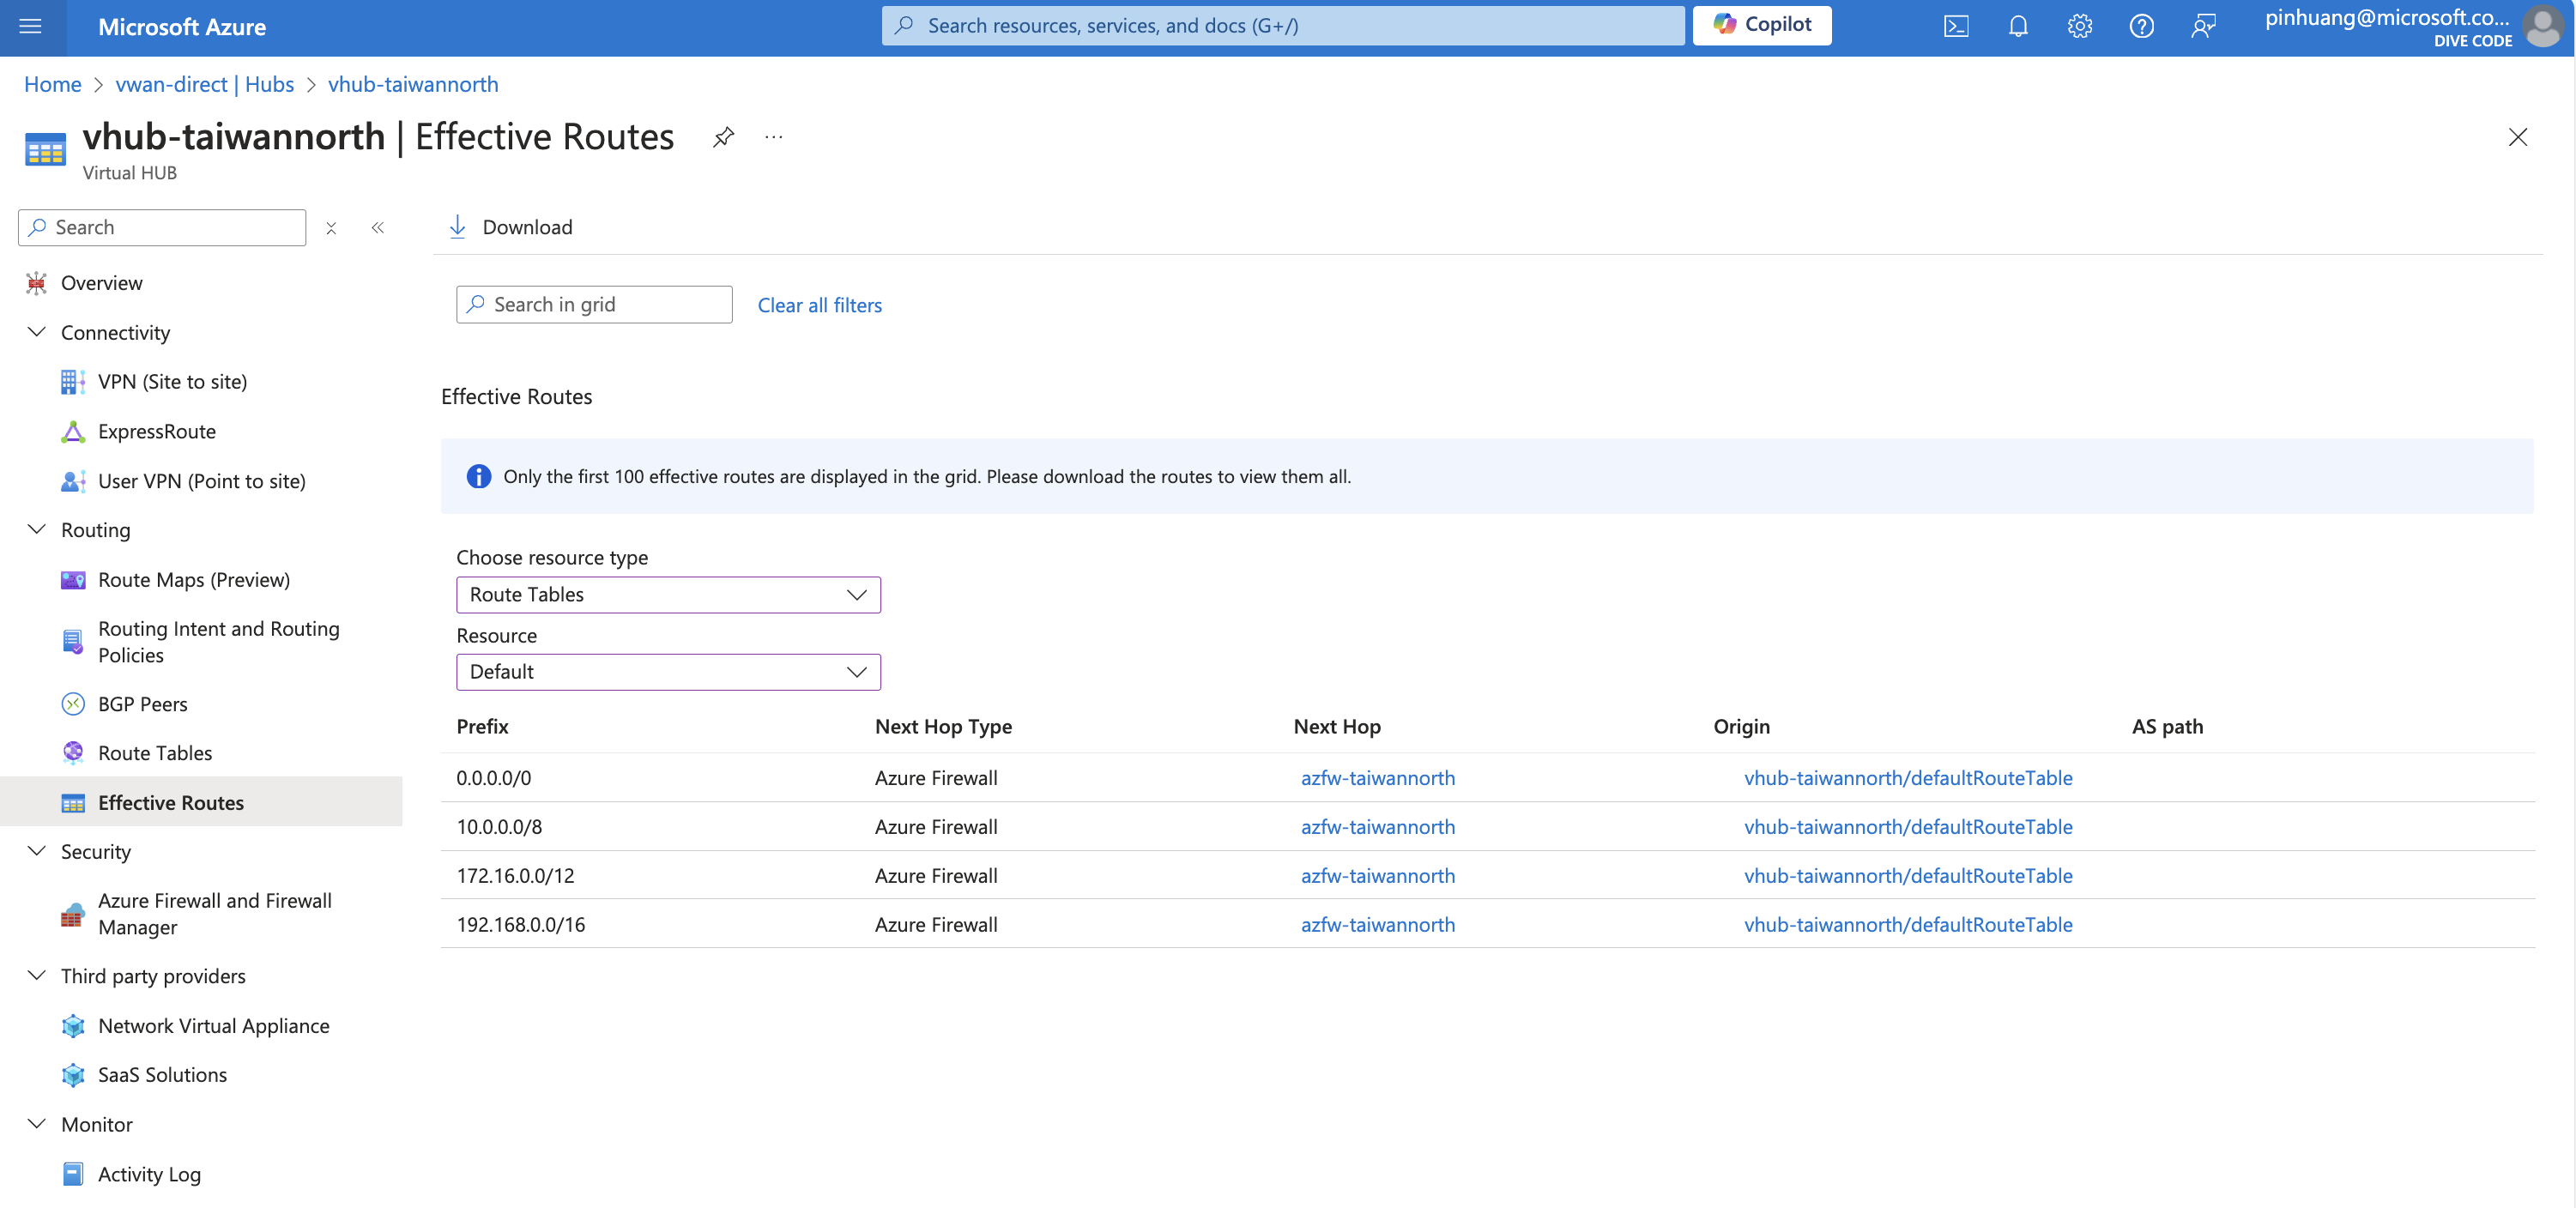 Microsoft Azure
Search resources, services, and docs (G+/)
Copilot
pinhuang@microsoft.co...
DIVE CODE
Home > vwan-direct | Hubs > vhub-taiwannorth
vhub-taiwannorth | Effective Routes
Virtual HUB
Search
Overview
Connectivity
VPN (Site to site)
ExpressRoute
User VPN (Point to site)
Routing
Route Maps (Preview)
Routing Intent and Routing
Policies
BGP Peers
Route Tables
Effective Routes
Security
Azure Firewall and Firewall
Manager
Third party providers
Network Virtual Appliance
SaaS Solutions
Monitor
Activity Log
Download
Search in grid
Clear all filters
Effective Routes
Only the first 100 effective routes are displayed in the grid. Please download the routes to view them all.
Choose resource type
Route Tables
Resource
Default
Prefix Next Hop Type Next Hop Origin AS path
0.0.0.0/0 Azure Firewall azfw-taiwannorth vhub-taiwannorth/defaultRouteTable
10.0.0.0/8 Azure Firewall azfw-taiwannorth vhub-taiwannorth/defaultRouteTable
172.16.0.0/12 Azure Firewall azfw-taiwannorth vhub-taiwannorth/defaultRouteTable
192.168.0.0/16 Azure Firewall azfw-taiwannorth vhub-taiwannorth/defaultRouteTable